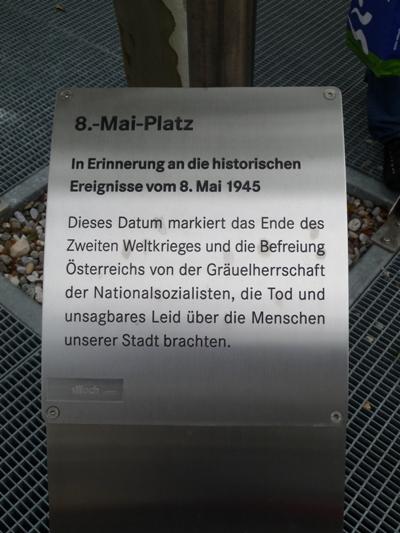 8.-Mai-Platz
In Erinnerung an die historischen
Ereignisse vom 8. Mai 1945
Dieses Datum markiert das Ende des
Zweiten Weltkrieges und die Befreiung
Österreichs von der Gräuelherrschaft
der Nationalsozialisten, die Tod und
unsagbares Leid über die Menschen
unserer Stadt brachten.